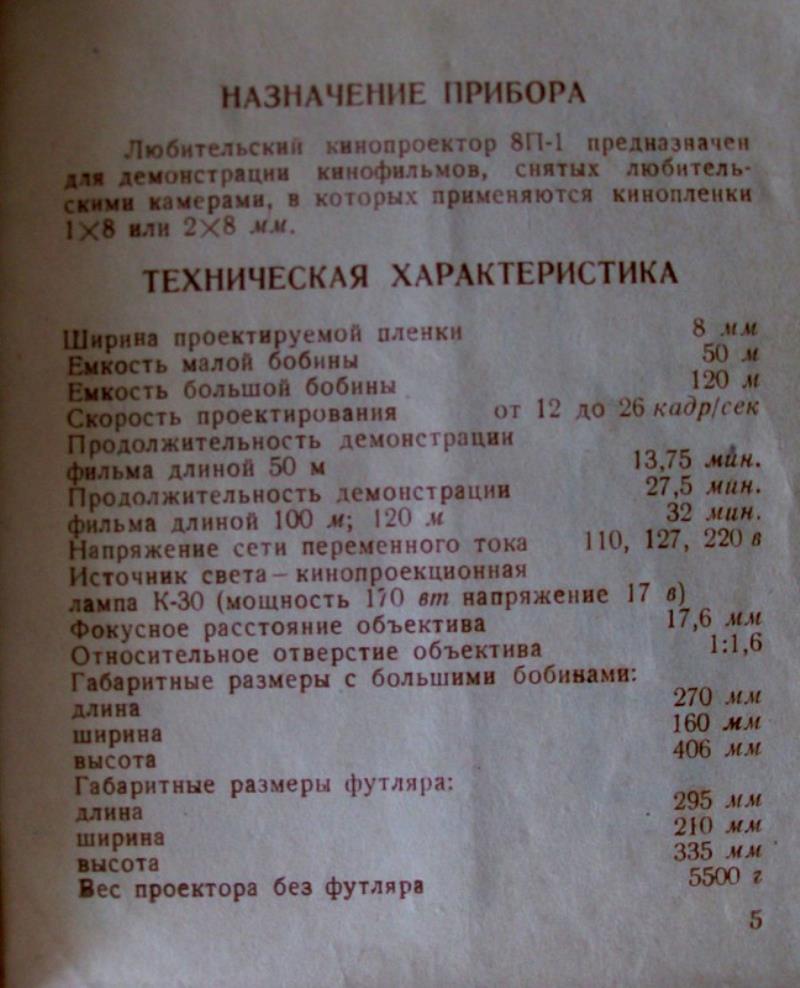 НАЗНАЧЕНИЕ ПРИБОРА
Любительский кинопроектор 8П-1 предназначен
для демонстрации кинофильмов, снятых любитель-
скими камерами, в которых применяются кинопленки
1×8 или 2×8 мм.
ТЕХНИЧЕСКАЯ ХАРАКТЕРИСТИКА
Ширина проектируемой пленки 8 мм
Емкость малой бобины 50 м
Емкость большой бобины 120 м
Скорость проектирования от 12 до 26 кадр/сек
Продолжительность демонстрации
фильма длиной 50 м 13,75 мин.
Продолжительность демонстрации 27,5 мин.
фильма длиной 100 м; 120 м 32 мин.
Напряжение сети переменного тока 110, 127, 220 в
Источник света – кинопроекционная
лампа К-30 (мощность 170 вт напряжение 17 в)
Фокусное расстояние объектива 17,6 мм
Относительное отверстие объектива 1:1,6
Габаритные размеры с большими бобинами:
длина 270 мм
ширина 160 мм
высота 406 мм
Габаритные размеры футляра:
длина 295 мм
ширина 210 мм
высота 335 мм
Вес проектора без футляра 5500 г
5